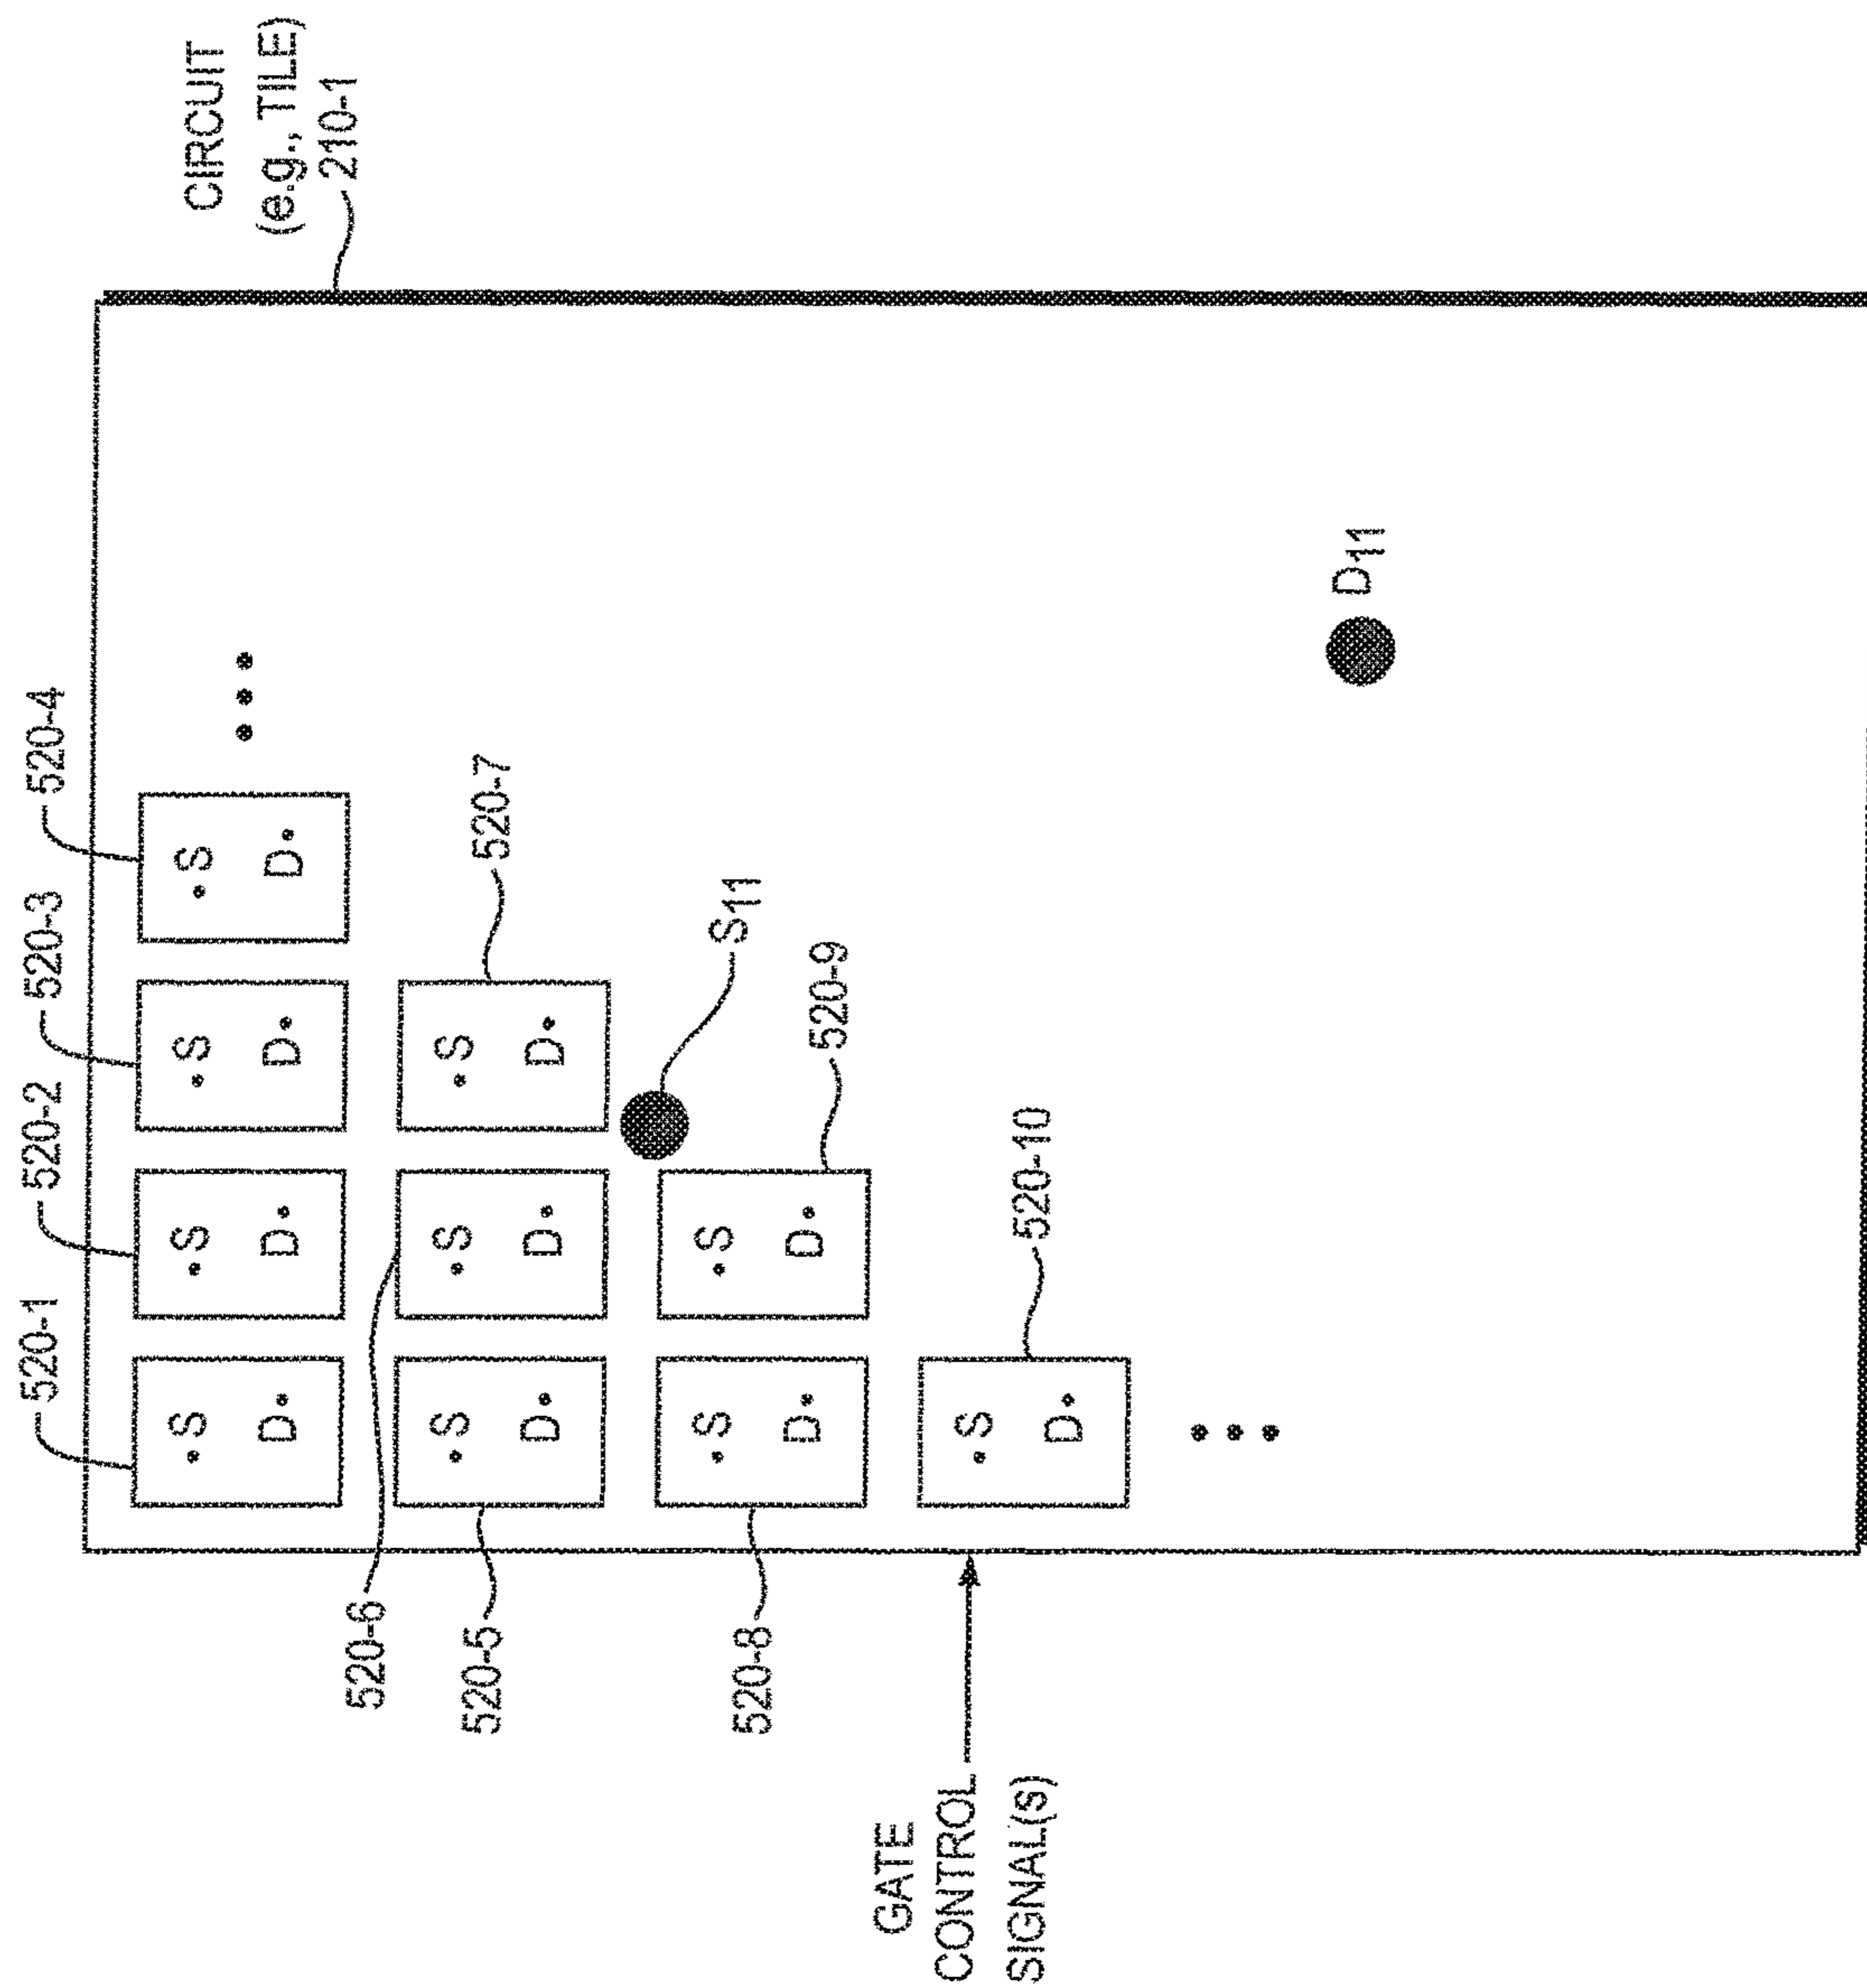 520-1
520-2
520-3
520-4
CIRCUIT
(e.g., TILE)
210-1
S
S
S
S
D
D
D
D
520-6
520-5
S
S
S
520-7
D
D
D
S
S
S11
520-8
D
D
520-9
GATE
CONTROL
SIGNAL(s)
S
D
520-10
D11